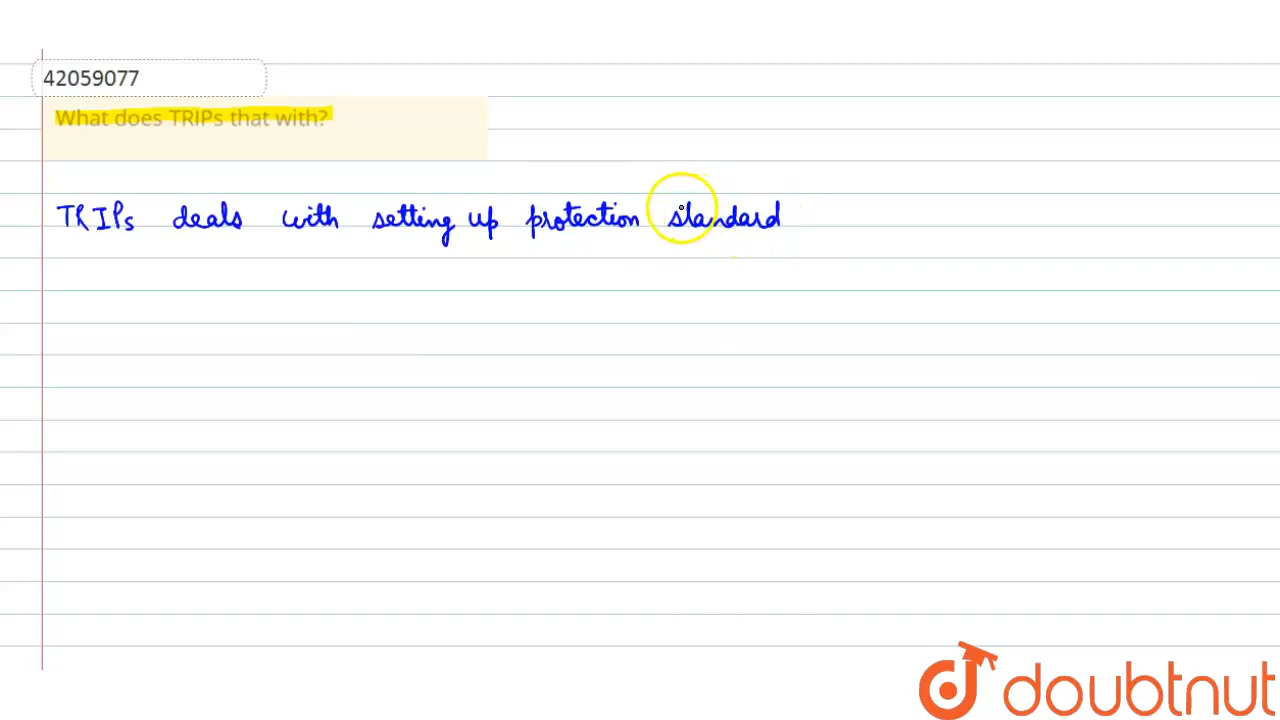 42059077
What does TRIPs that with?
TRIPs deals with setting up protection standard
doubtnut